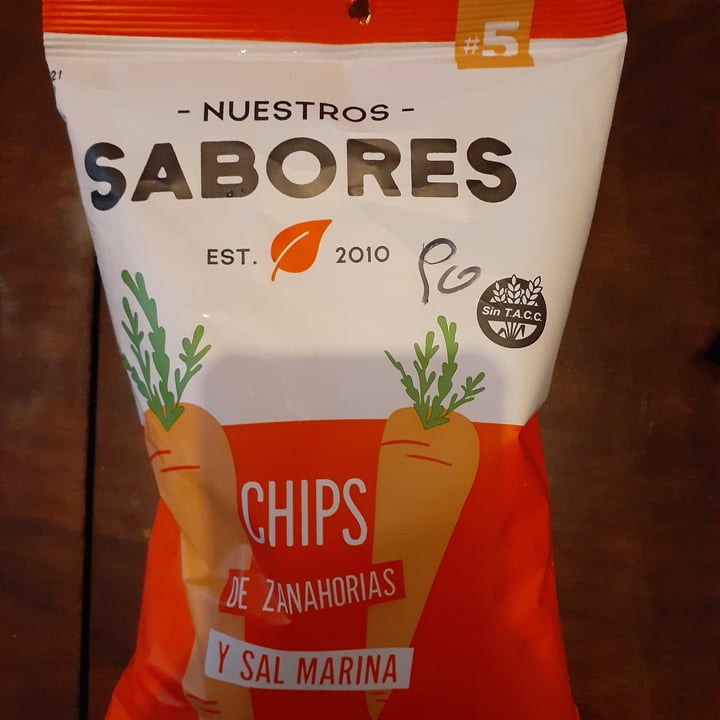 #5
- NUESTROS -
SABORES
EST. 2010
Sin T.A.C.C.
CHIPS
DE ZANAHORIAS
Y SAL MARINA